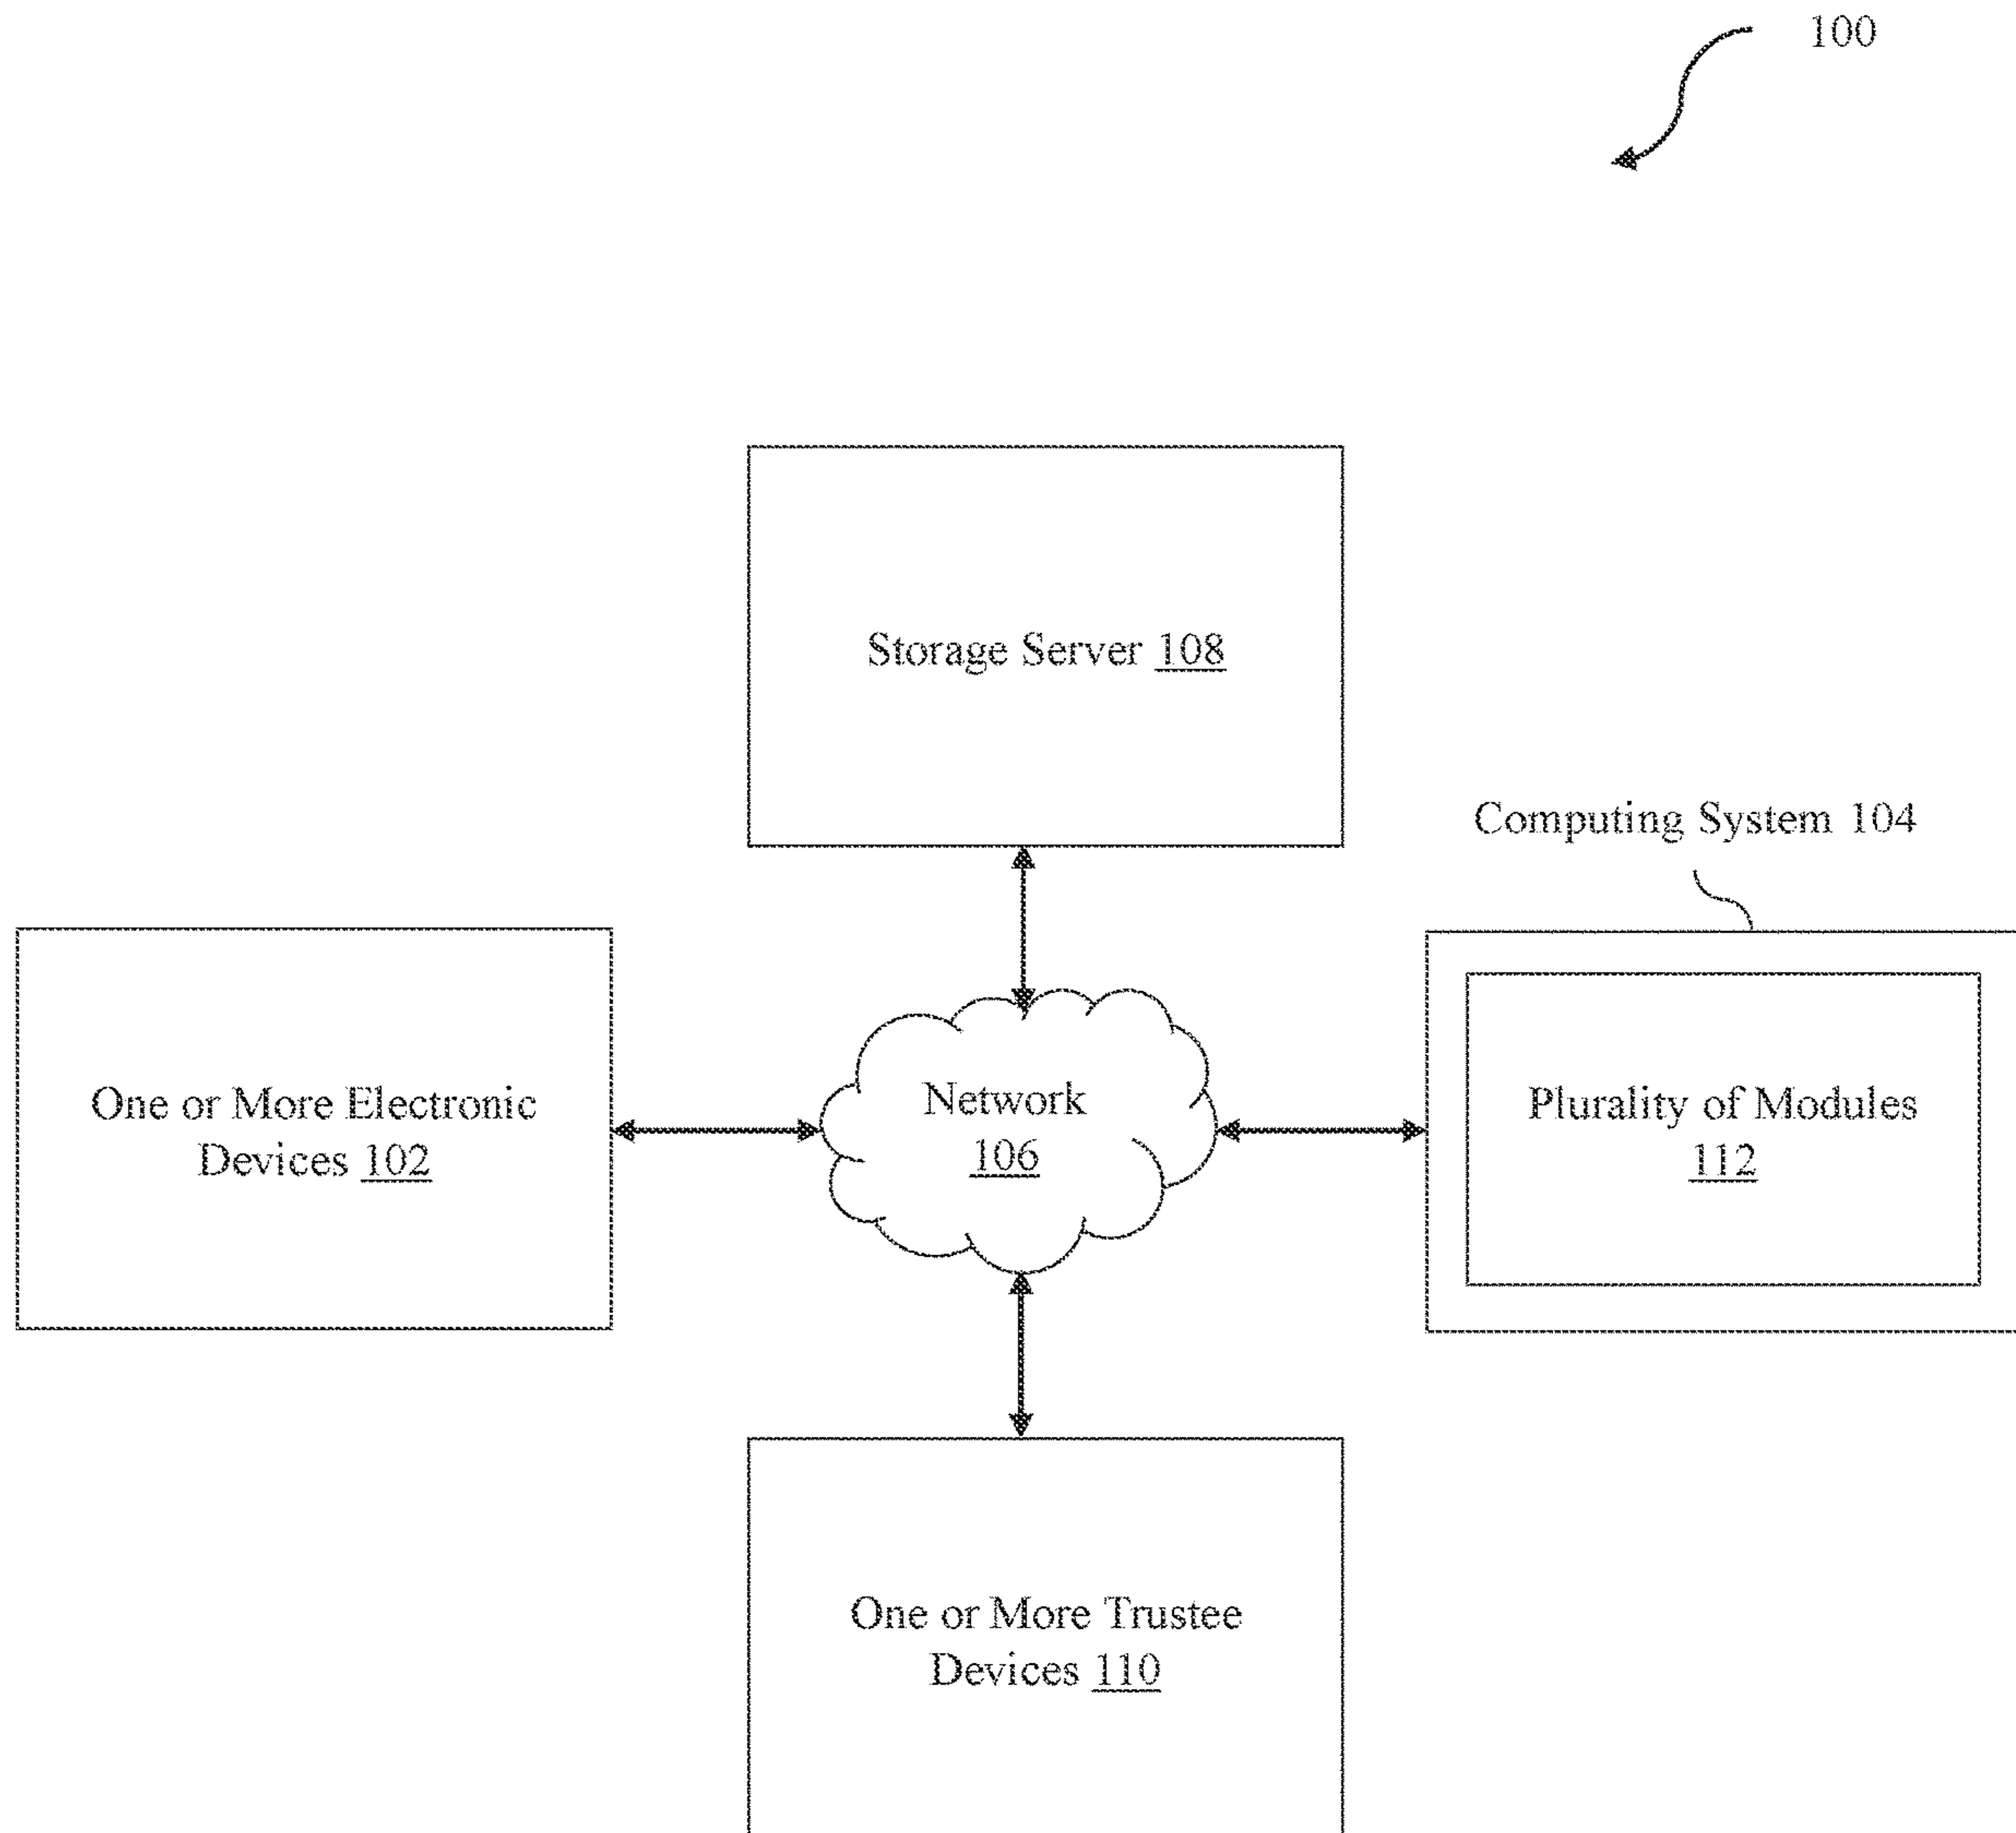 100
Storage Server 108
Computing System 104
One or More Electronic
Devices 102
Network
106
Plurality of Modules
112
One or More Trustee
Devices 110